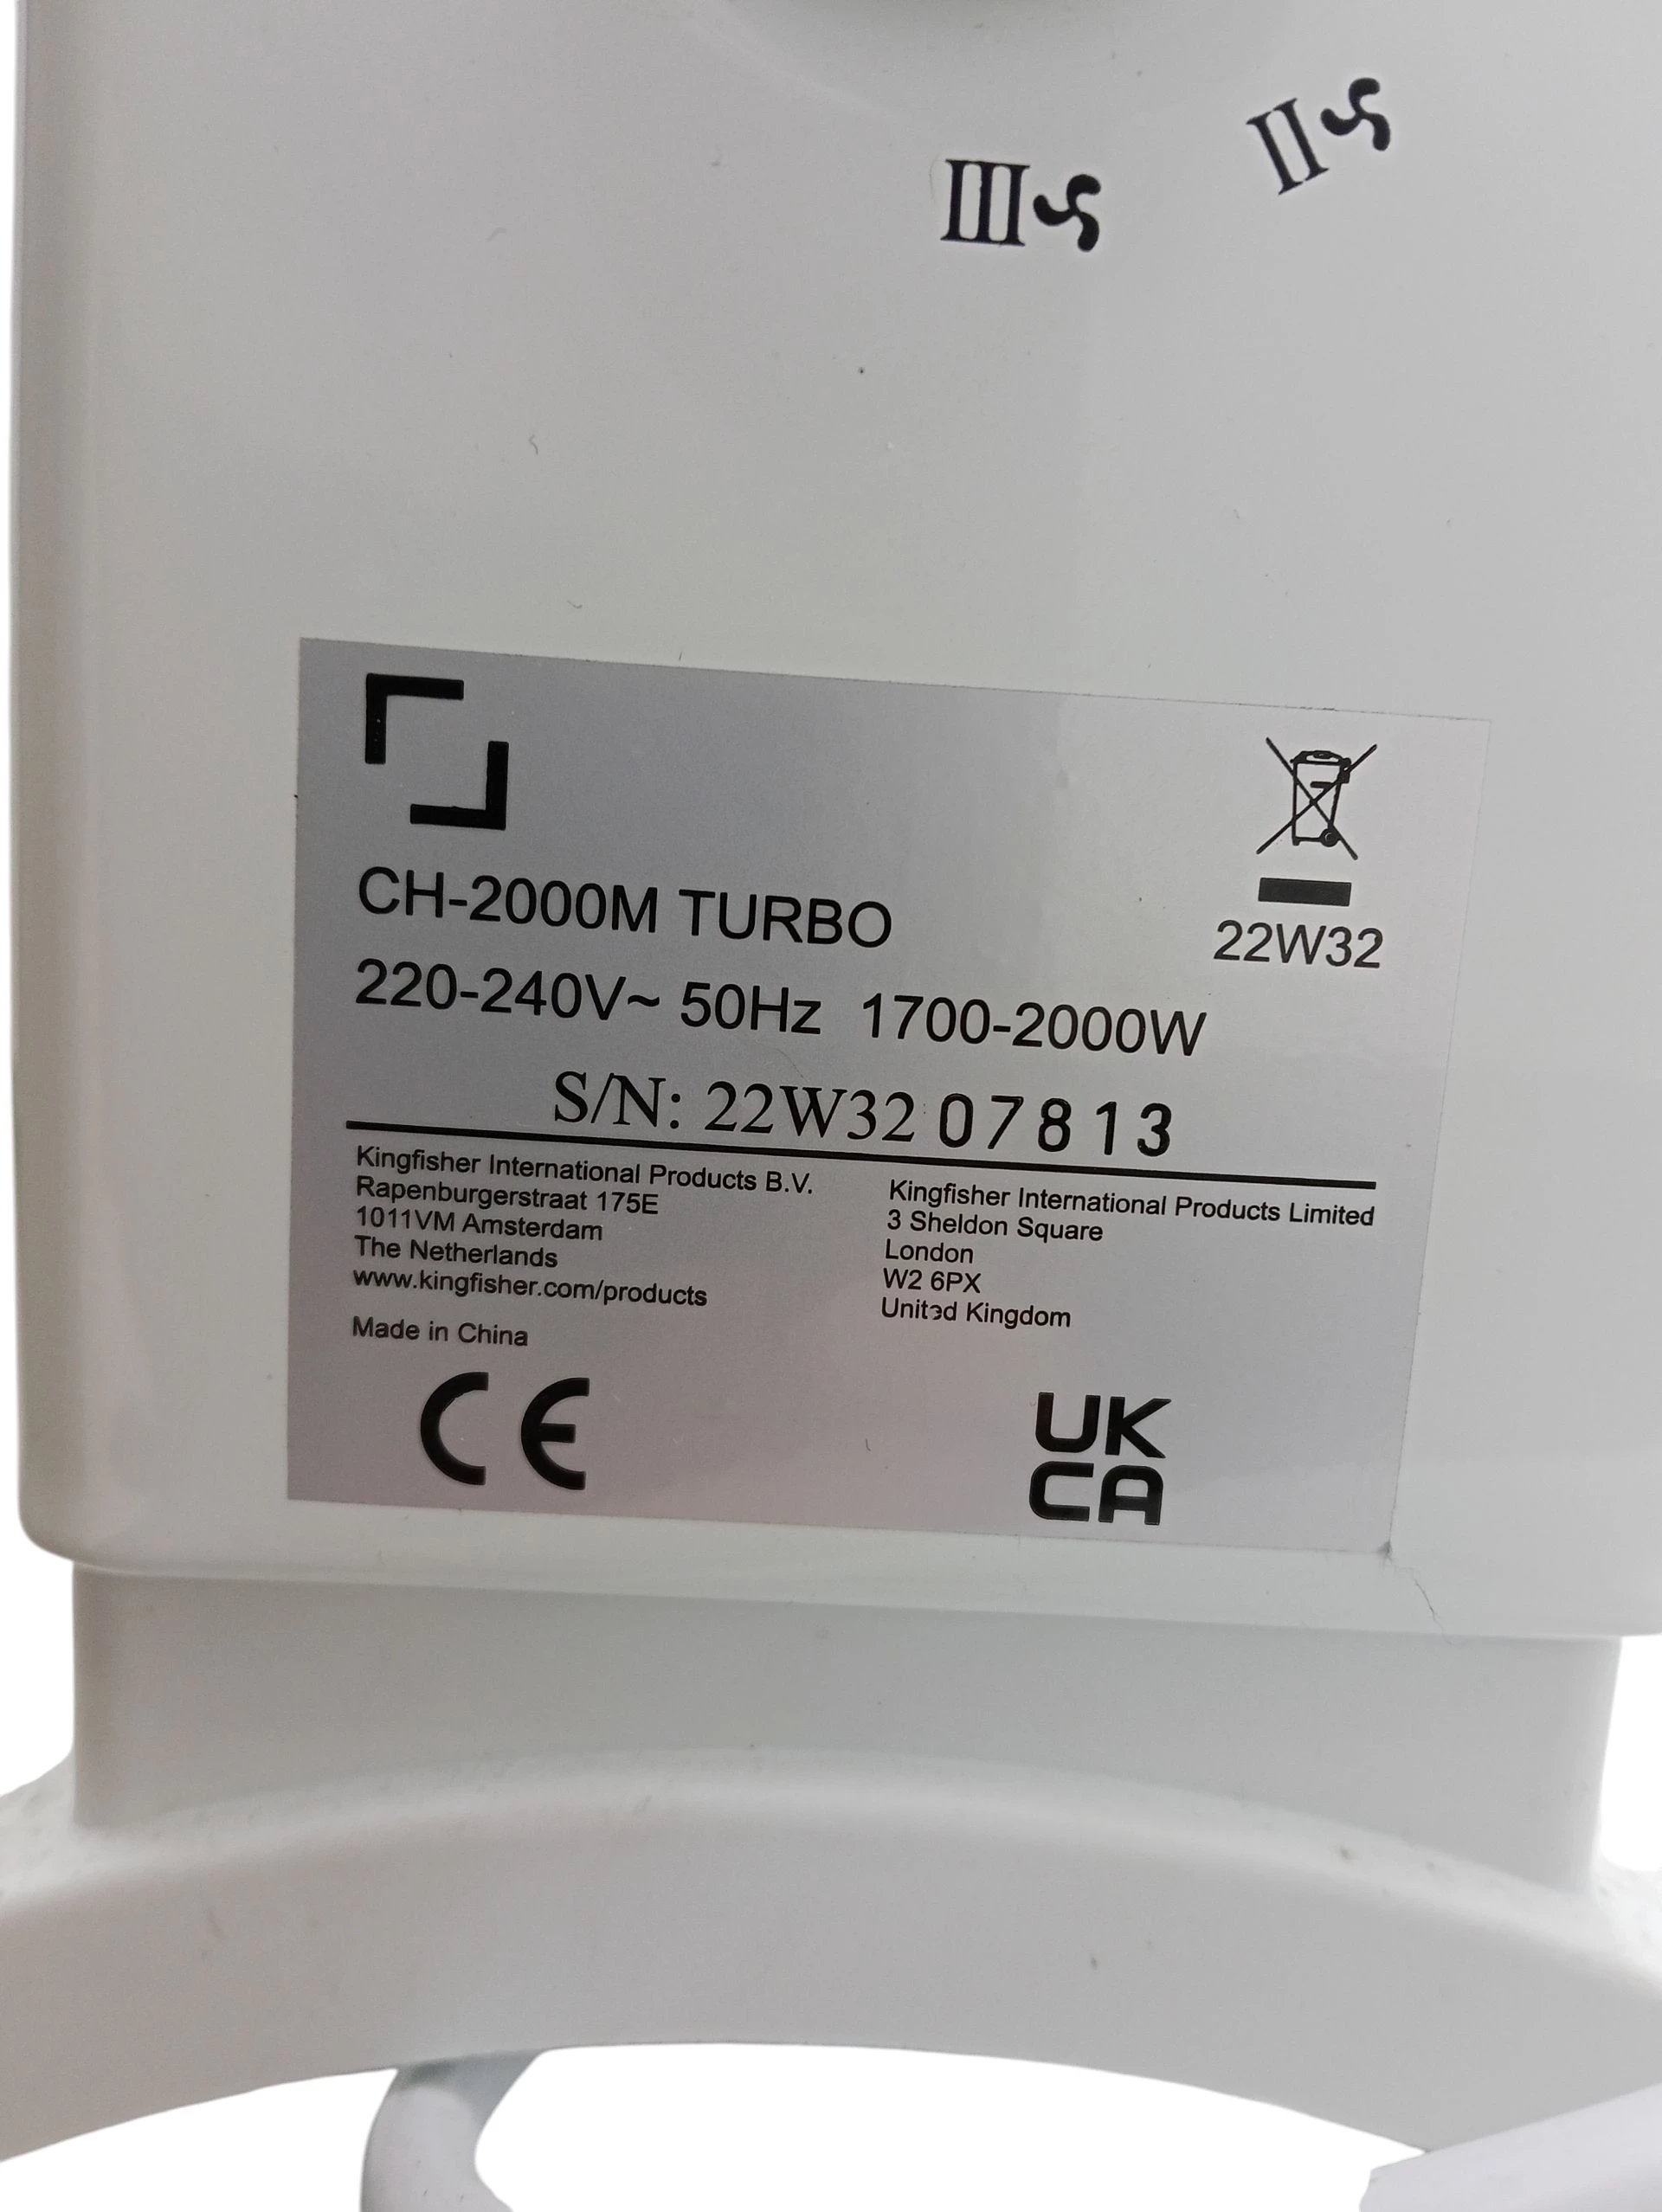 III
II
CH-2000M TURBO
22W32
220-240V~ 50Hz 1700-2000W
S/N: 22W32 07813
Kingfisher International Products B.V.
Rapenburgerstraat 175E
1011VM Amsterdam
The Netherlands
www.kingfisher.com/products
Made in China
Kingfisher International Products Limited
3 Sheldon Square
London
W2 6PX
United Kingdom
CE
UK
CA